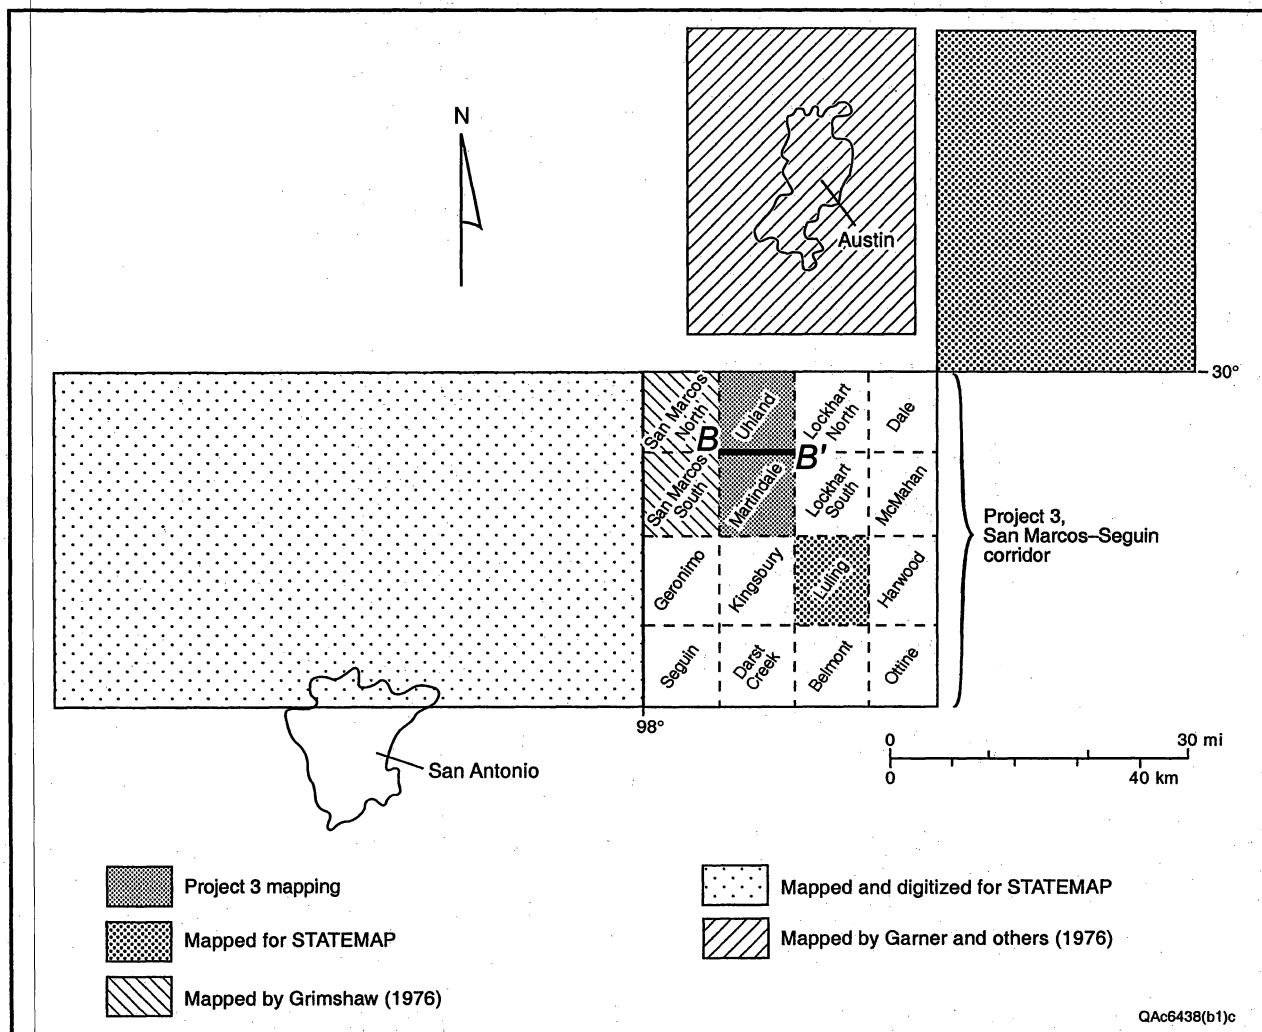 N
Austin
30°
San Marcos
North
Uhland
Lockhart
North
Dale
B
B'
San Marcos
South
Martindale
Lockhart
South
McMahan
Project 3,
San Marcos–Seguin
corridor
Geronimo
Kingsbury
Luling
Harwood
Seguin
Darst
Creek
Belmont
Ottine
98°
San Antonio
0 30 mi
0 40 km
Project 3 mapping
Mapped for STATEMAP
Mapped by Grimshaw (1976)
Mapped and digitized for STATEMAP
Mapped by Garner and others (1976)
QAc6438(b1)c